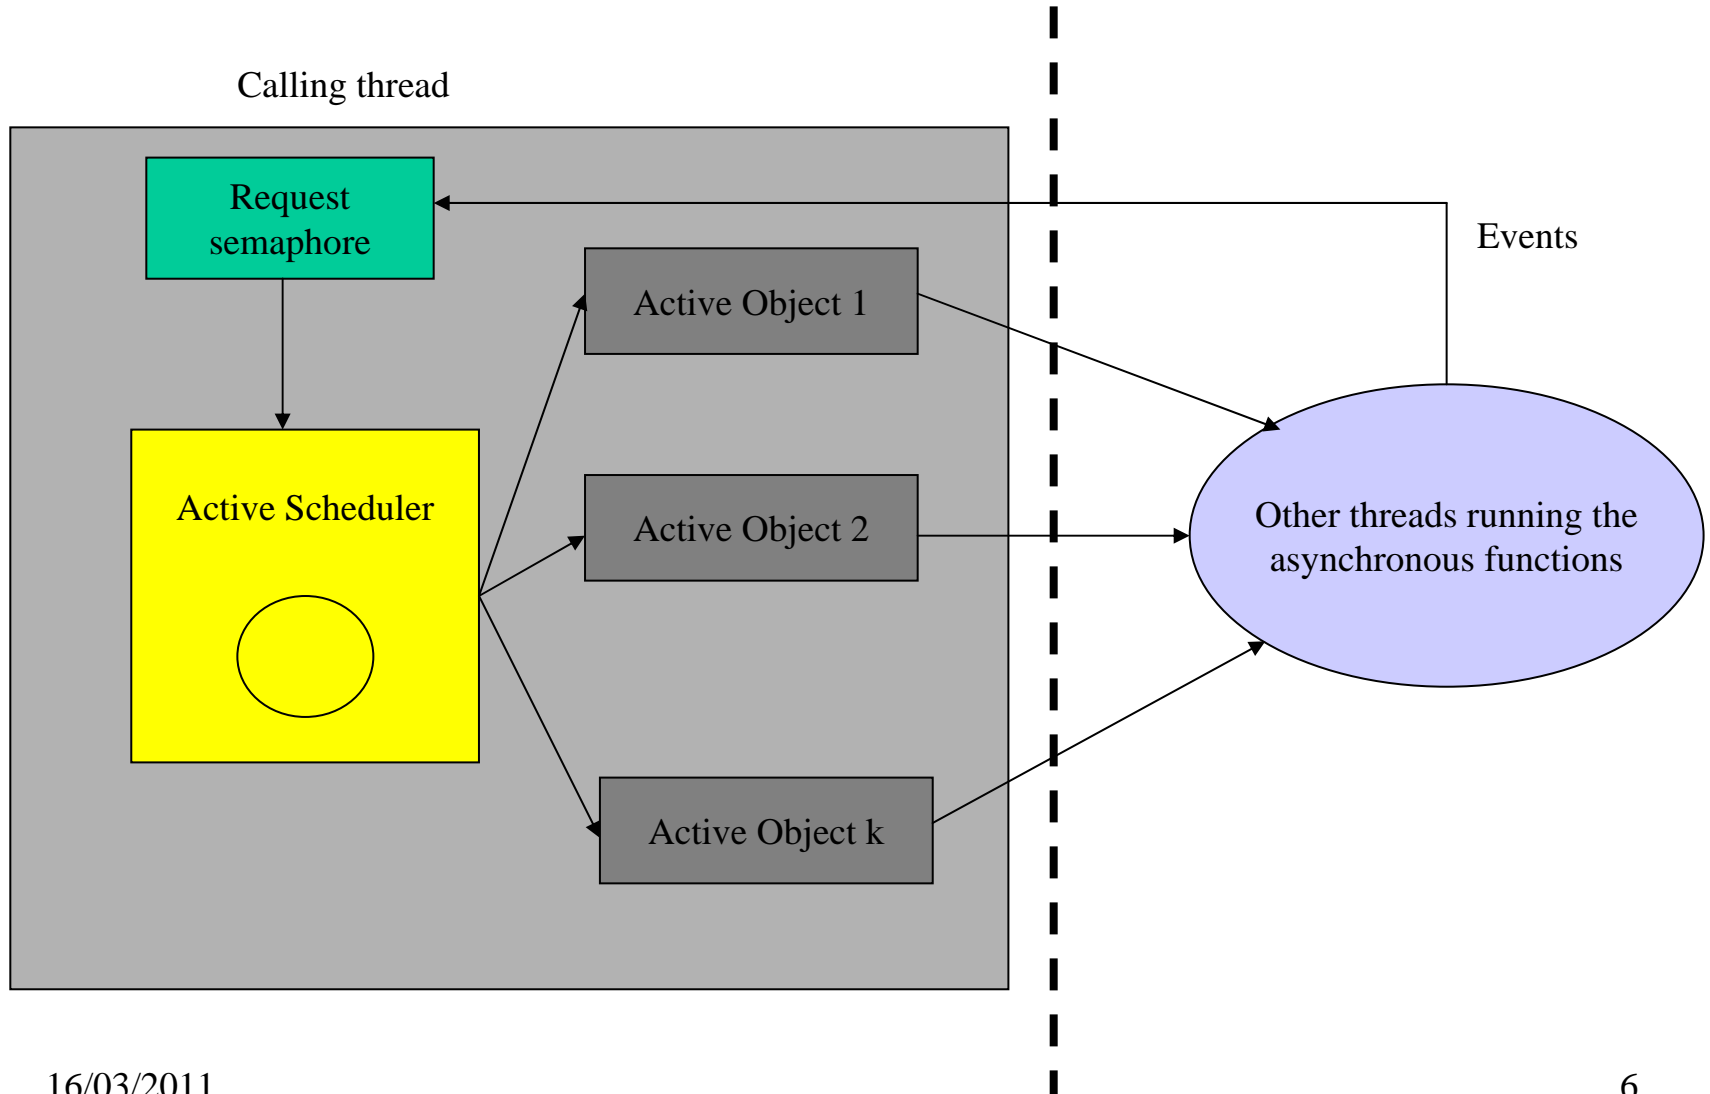 Calling thread
Request
semaphore
Events
Active Object 1
Active Scheduler
Active Object 2
Other threads running the
asynchronous functions
Active Object k
16/03/2011
6